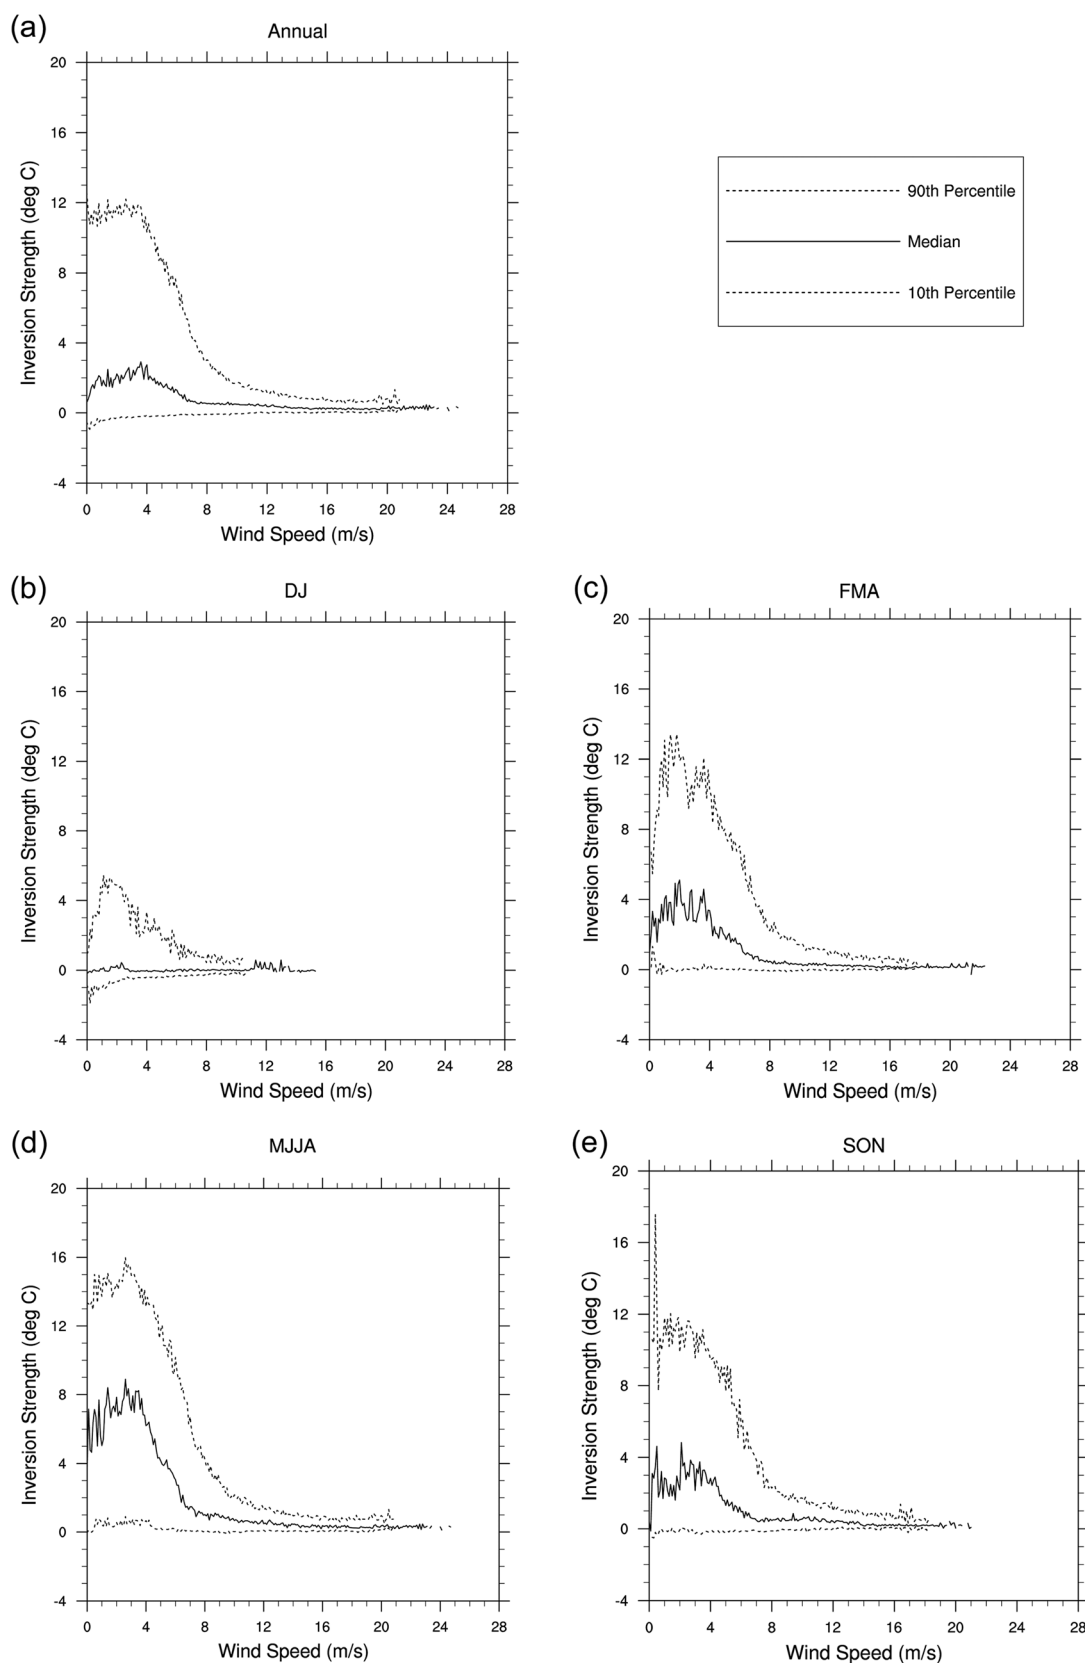 (a)
Annual
20
16
12
8
4
0
-4
Inversion Strength (deg C)
0 4 8 12 16 20 24 28
Wind Speed (m/s)
90th Percentile
Median
10th Percentile
(b)
DJ
20
16
12
8
4
0
-4
Inversion Strength (deg C)
0 4 8 12 16 20 24 28
Wind Speed (m/s)
(c)
FMA
20
16
12
8
4
0
-4
Inversion Strength (deg C)
0 4 8 12 16 20 24 28
Wind Speed (m/s)
(d)
MJJA
20
16
12
8
4
0
-4
Inversion Strength (deg C)
0 4 8 12 16 20 24 28
Wind Speed (m/s)
(e)
SON
20
16
12
8
4
0
-4
Inversion Strength (deg C)
0 4 8 12 16 20 24 28
Wind Speed (m/s)